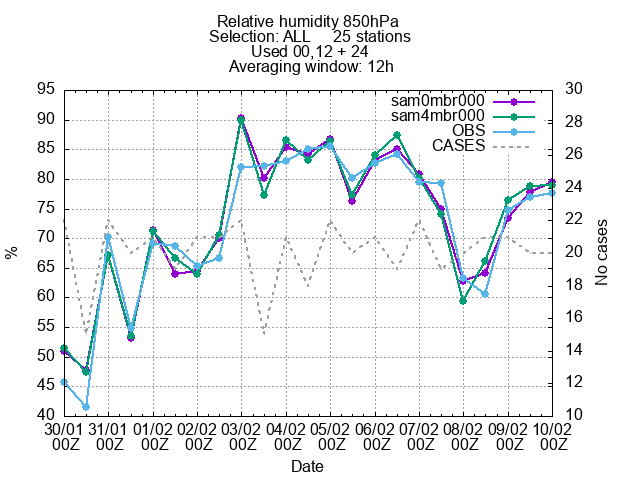 Relative humidity 850hPa
Selection: ALL 25 stations
Used 00,12 + 24
Averaging window: 12h
sam0mbr000
sam4mbr000
OBS
CASES
95
90
85
80
75
70
65
60
55
50
45
40
%
30
28
26
24
22
20
18
16
14
12
10
No cases
30/01 31/01 01/02 02/02 03/02 04/02 05/02 06/02 07/02 08/02 09/02 10/02
00Z 00Z 00Z 00Z 00Z 00Z 00Z 00Z 00Z 00Z 00Z 00Z
Date